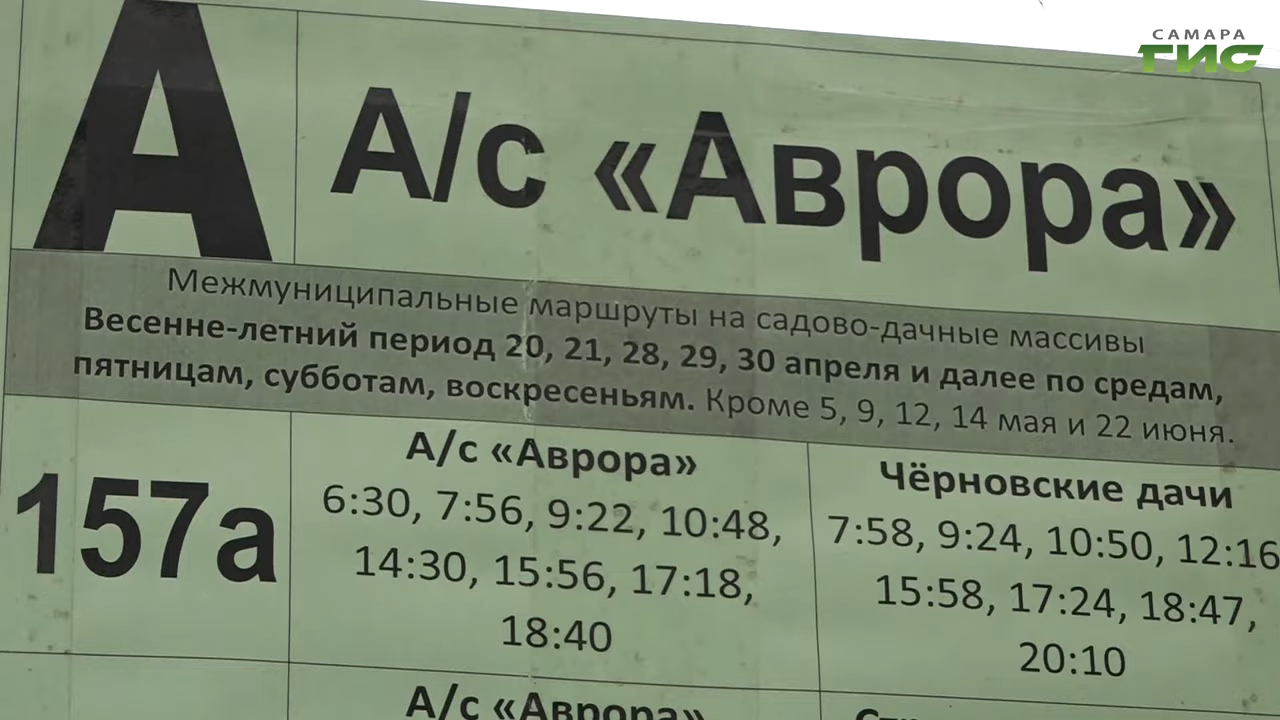 САМАРА
ГИС
А
А/с «Аврора»
Межмуниципальные маршруты на садово-дачные массивы
Весенне-летний период 20, 21, 28, 29, 30 апреля и далее по средам,
пятницам, субботам, воскресеньям. Кроме 5, 9, 12, 14 мая и 22 июня.
157а
А/с «Аврора»
6:30, 7:56, 9:22, 10:48,
14:30, 15:56, 17:18,
18:40
Чёрновские дачи
7:58, 9:24, 10:50, 12:16
15:58, 17:24, 18:47,
20:10
А/с «Аврора»